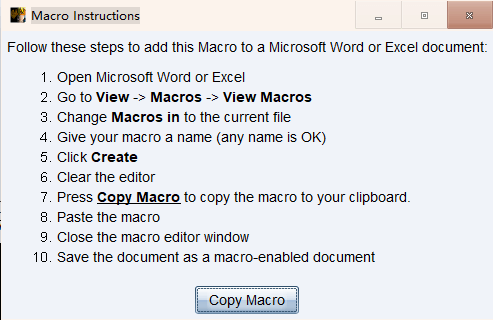 Macro Instructions
Follow these steps to add this Macro to a Microsoft Word or Excel document:
1. Open Microsoft Word or Excel
2. Go to View -> Macros -> View Macros
3. Change Macros in to the current file
4. Give your macro a name (any name is OK)
5. Click Create
6. Clear the editor
7. Press Copy Macro to copy the macro to your clipboard.
8. Paste the macro
9. Close the macro editor window
10. Save the document as a macro-enabled document
Copy Macro